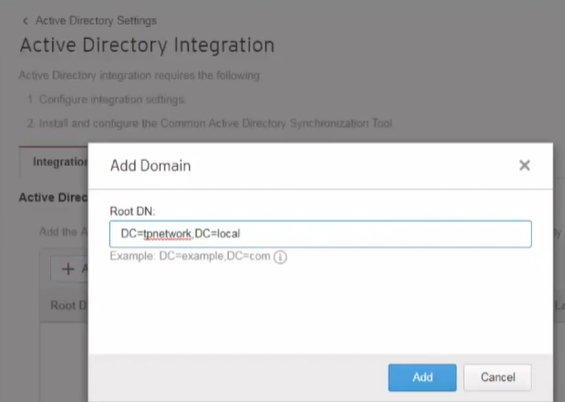 < Active Directory Settings
Active Directory Integration
Active Directory integration requires the following:
1. Configure integration settings.
2. Install and configure the Common Active Directory Synchronization Tool.
Integration
Add Domain
Active Direc
Root DN:
Add the A
DC=tpnetwork,DC=local
Example: DC=example,DC=com
+ A
Root D
Add
Cancel